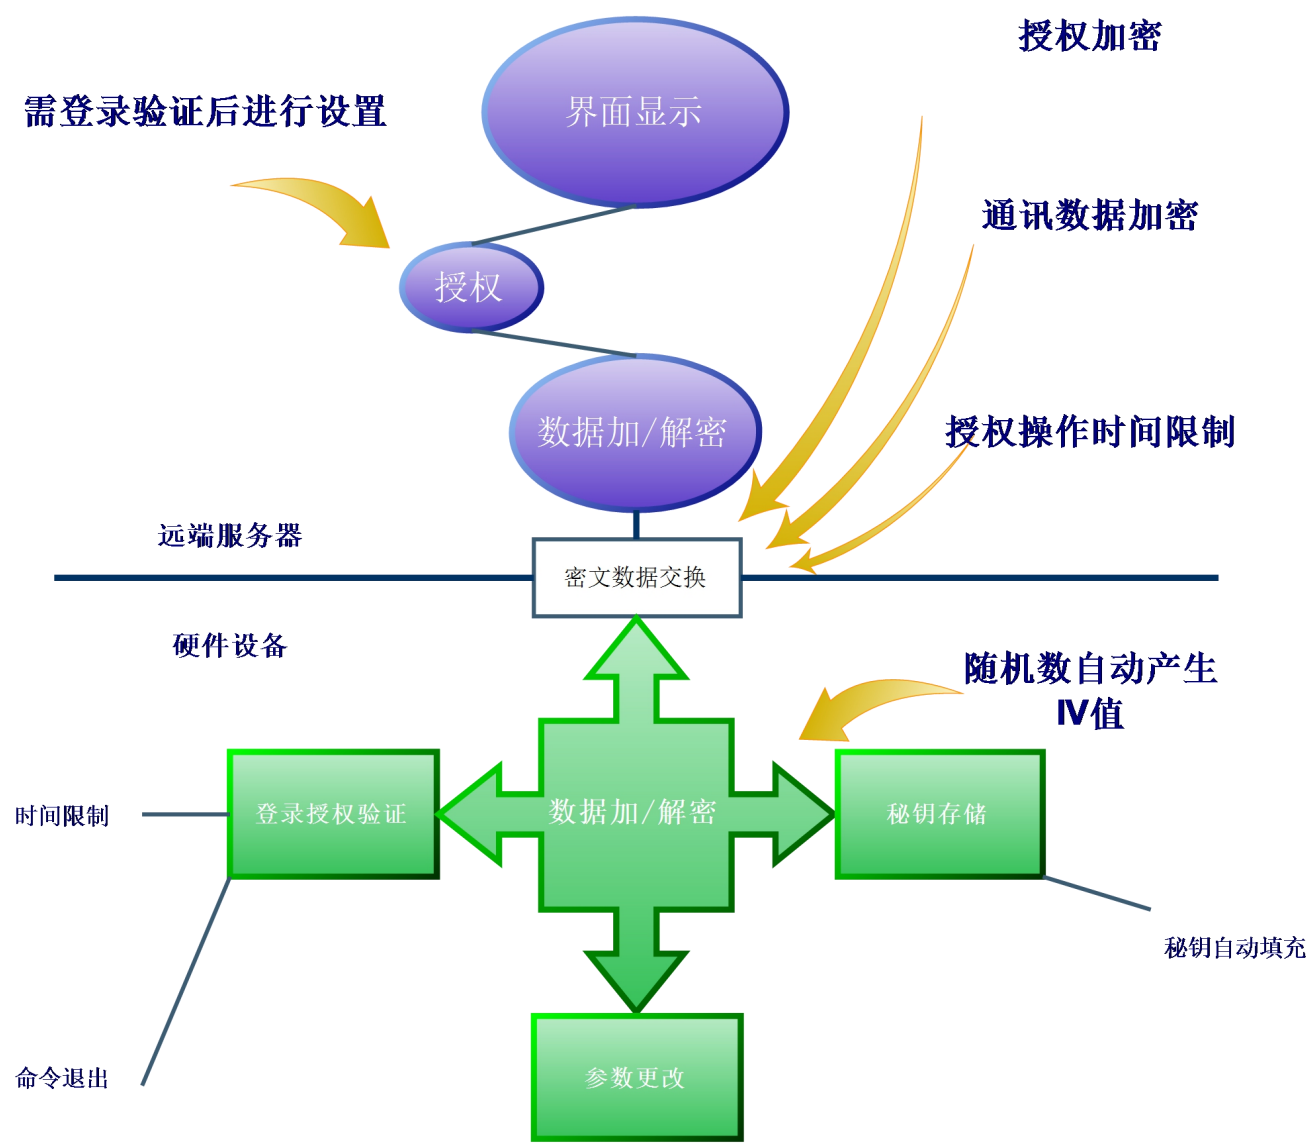 授权加密
界面显示
需登录验证后进行设置
通讯数据加密
授权
数据加/解密
授权操作时间限制
远端服务器
密文数据交换
硬件设备
随机数自动产生
IV值
时间限制
登录授权验证
数据加/解密
秘钥存储
秘钥自动填充
命令退出
参数更改